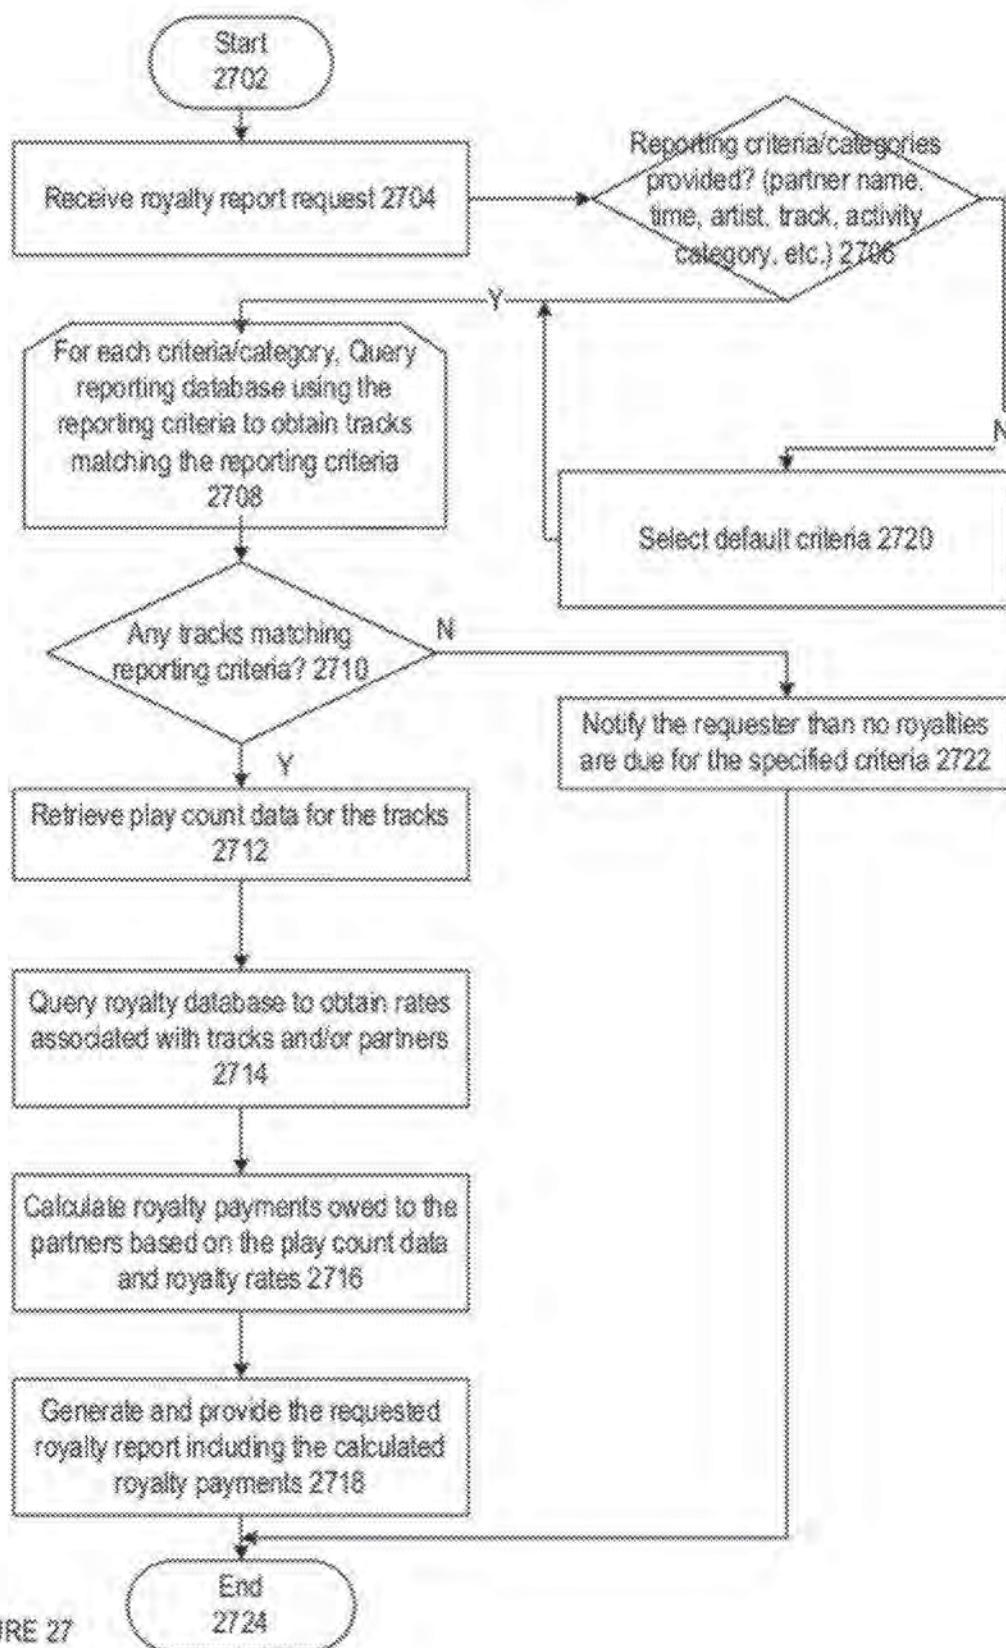 Start
2702
Receive royalty report request 2704
Reporting criteria/categories
provided? (partner name,
time, artist, track, activity
category, etc.) 2706
Y
N
For each criteria/category, Query
reporting database using the
reporting criteria to obtain tracks
matching the reporting criteria
2708
Select default criteria 2720
Any tracks matching
reporting criteria? 2710
N
Y
Notify the requester than no royalties
are due for the specified criteria 2722
Retrieve play count data for the tracks
2712
Query royalty database to obtain rates
associated with tracks and/or partners
2714
Calculate royalty payments owed to the
partners based on the play count data
and royalty rates 2716
Generate and provide the requested
royalty report including the calculated
royalty payments 2718
End
2724
URE 27